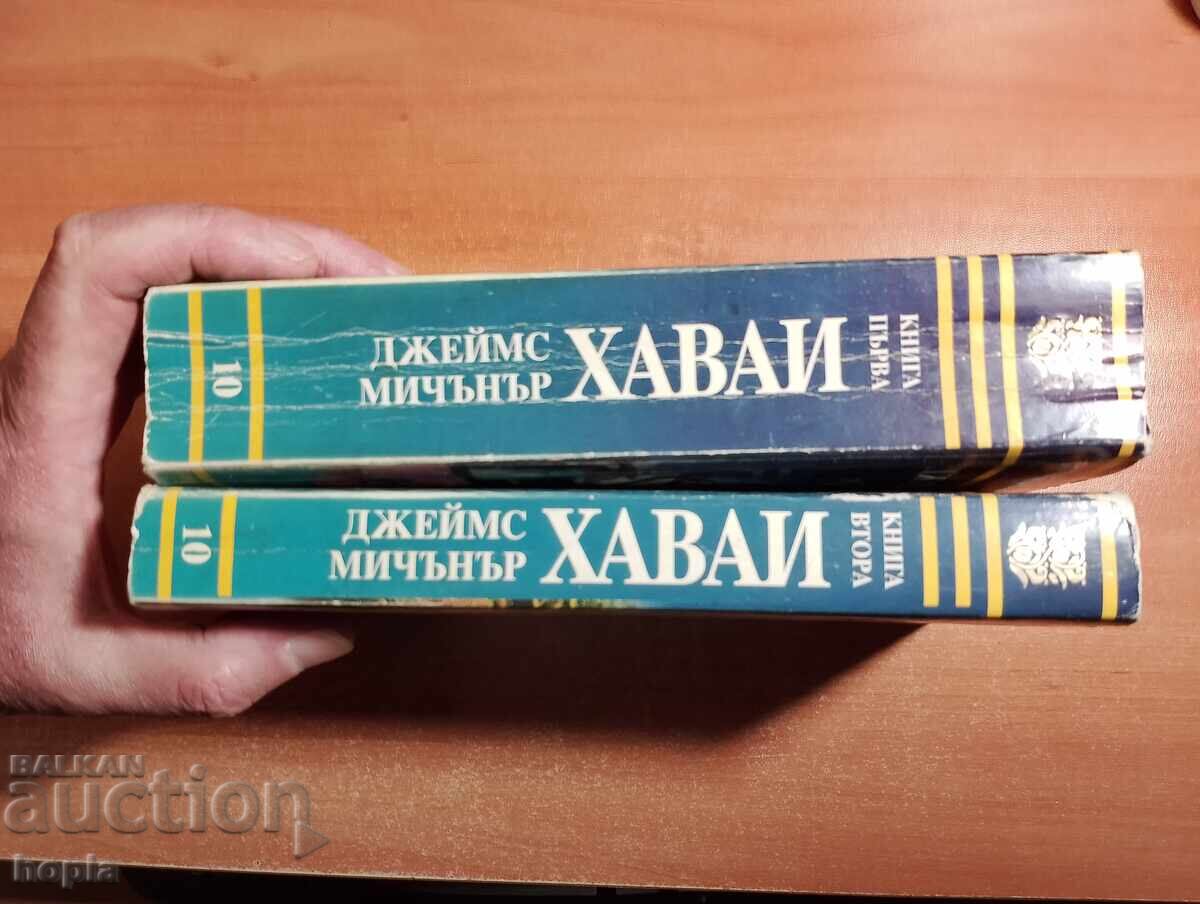 10
ДЖЕЙМС
МИЧЪНЪР
ХАВАИ
КНИГА
ПЪРВА
10
ДЖЕЙМС
МИЧЪНЪР
ХАВАИ
КНИГА
ВТОРА
BALKAN
auction
hopla